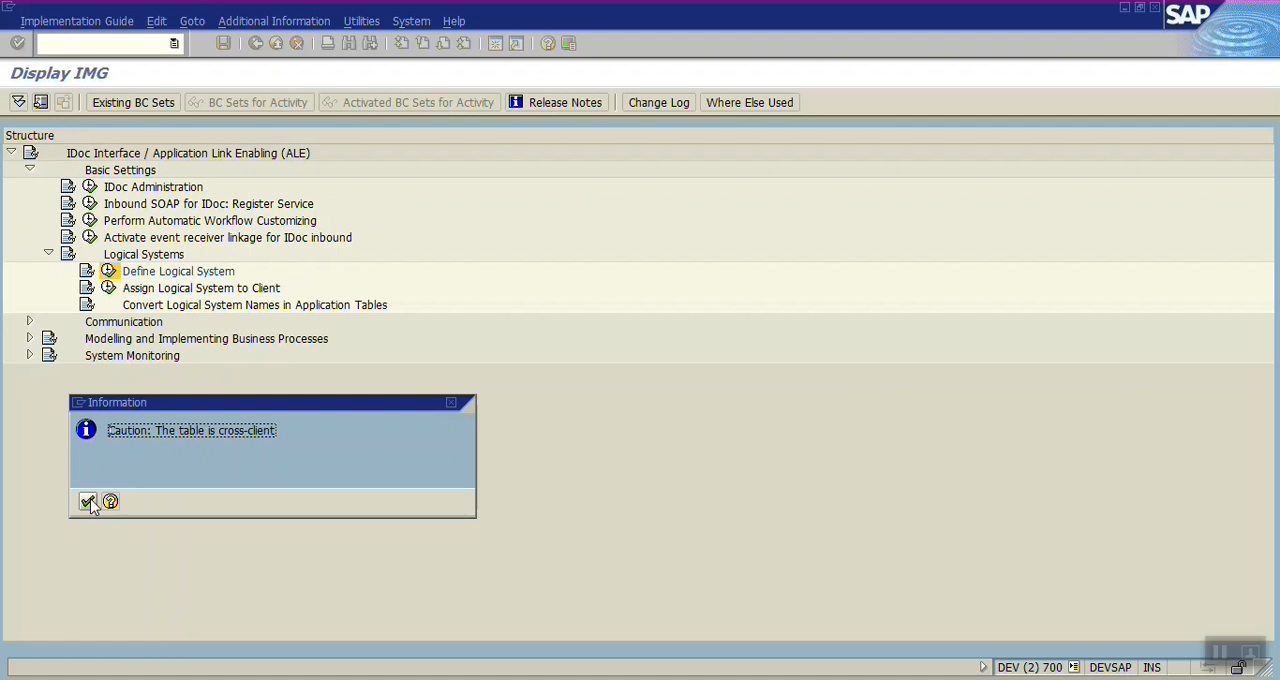 Implementation Guide Edit Goto Additional Information Utilities System Help
SAP
Display IMG
Existing BC Sets BC Sets for Activity Activated BC Sets for Activity Release Notes Change Log Where Else Used
Structure
IDoc Interface / Application Link Enabling (ALE)
Basic Settings
IDoc Administration
Inbound SOAP for IDoc: Register Service
Perform Automatic Workflow Customizing
Activate event receiver linkage for IDoc inbound
Logical Systems
Define Logical System
Assign Logical System to Client
Convert Logical System Names in Application Tables
Communication
Modelling and Implementing Business Processes
System Monitoring
Information
Caution: The table is cross-client
DEV (2) 700 DEVSAP INS